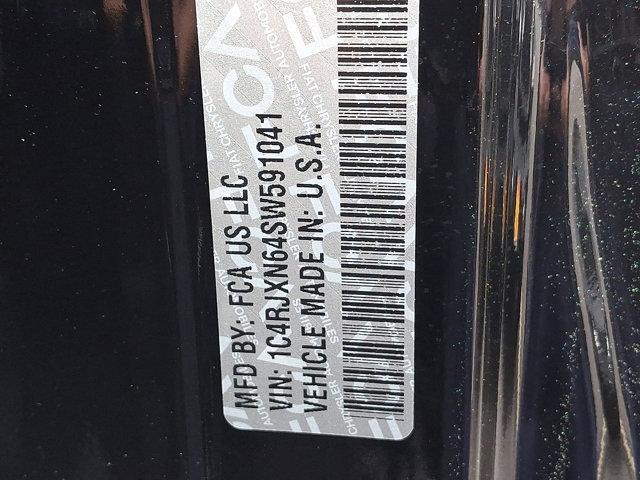 MFD BY: FCA US LLC
VIN: 1C4RJXN64SW591041
VEHICLE MADE IN: U.S.A.